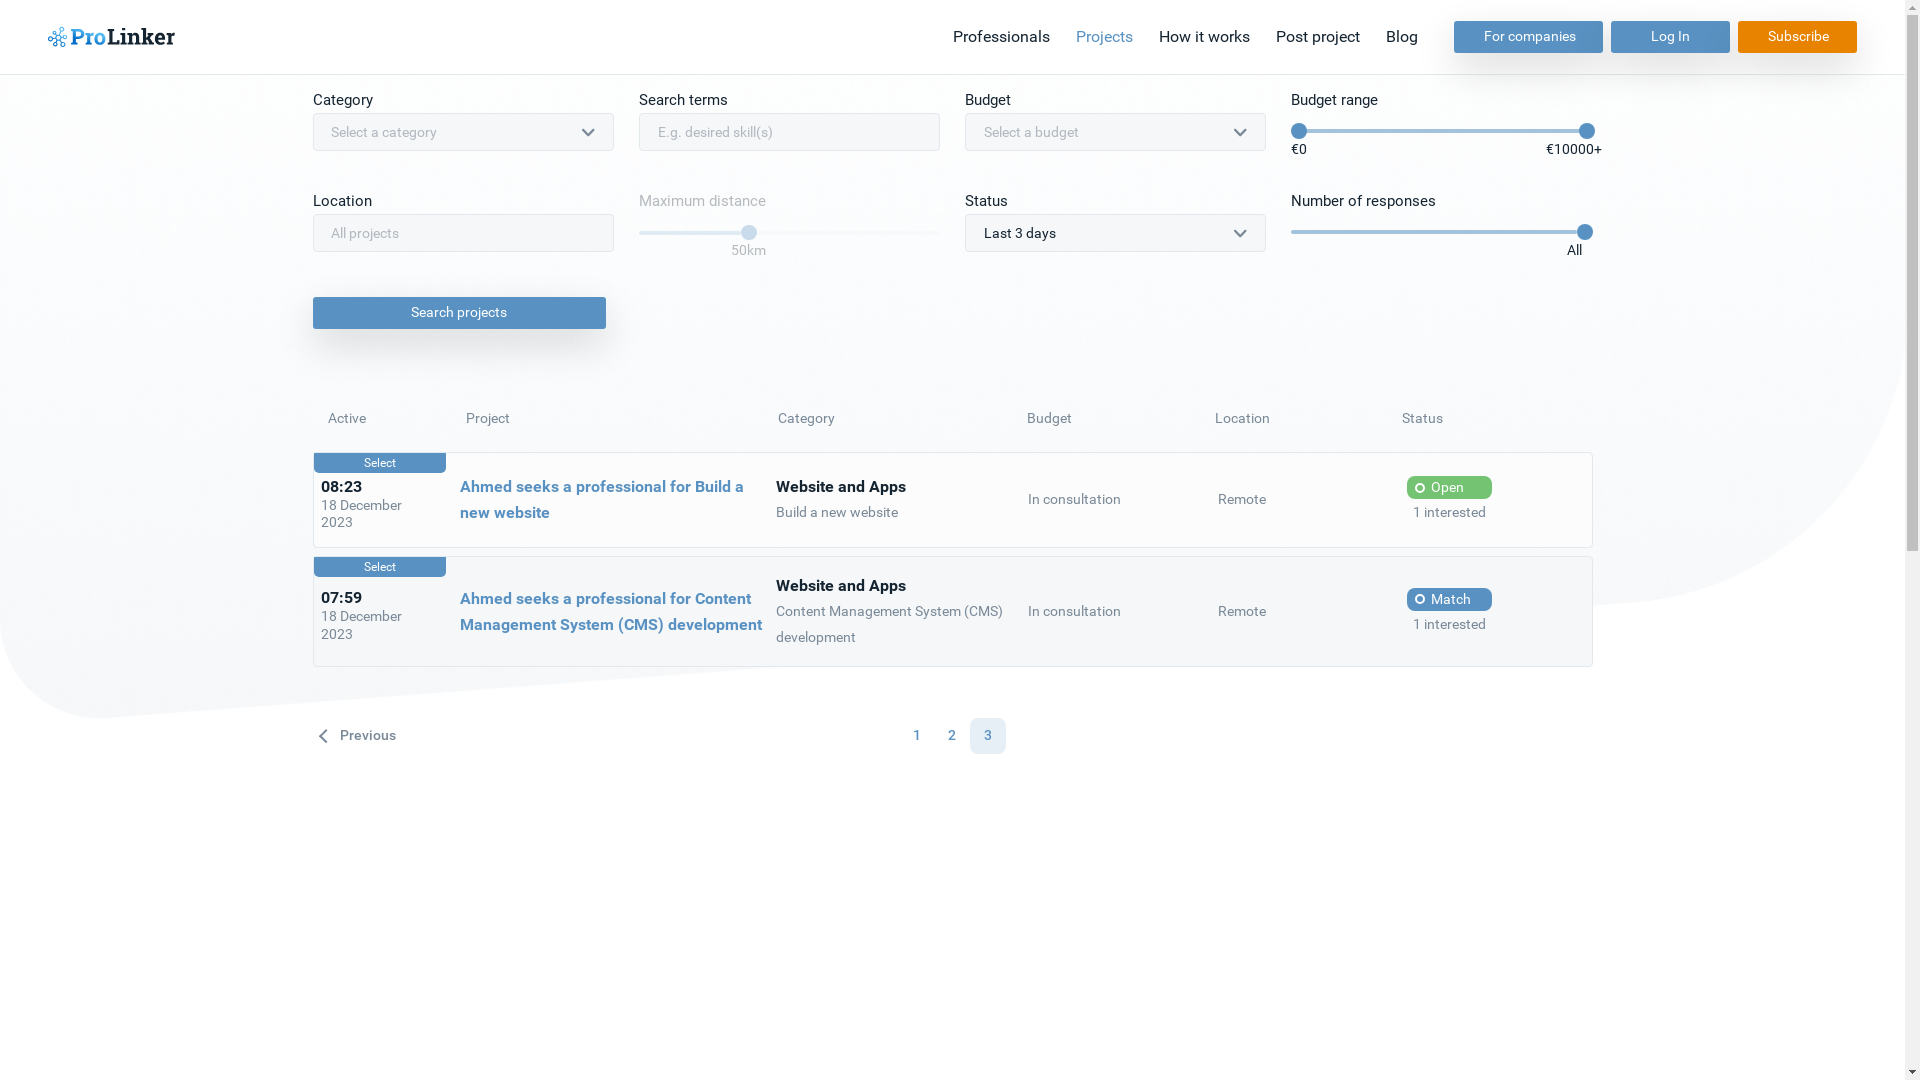 ProLinker
Professionals
Projects
How it works
Post project
Blog
For companies
Log In
Subscribe
Category
Select a category
Search terms
E.g. desired skill(s)
Budget
Select a budget
Budget range
€0
€10000+
Location
All projects
Maximum distance
50km
Status
Last 3 days
Number of responses
All
Search projects
Active
Project
Category
Budget
Location
Status
Select
08:23
18 December
2023
Ahmed seeks a professional for Build a
new website
Website and Apps
Build a new website
In consultation
Remote
Open
1 interested
Select
07:59
18 December
2023
Ahmed seeks a professional for Content
Management System (CMS) development
Website and Apps
Content Management System (CMS)
development
In consultation
Remote
Match
1 interested
Previous
1
2
3